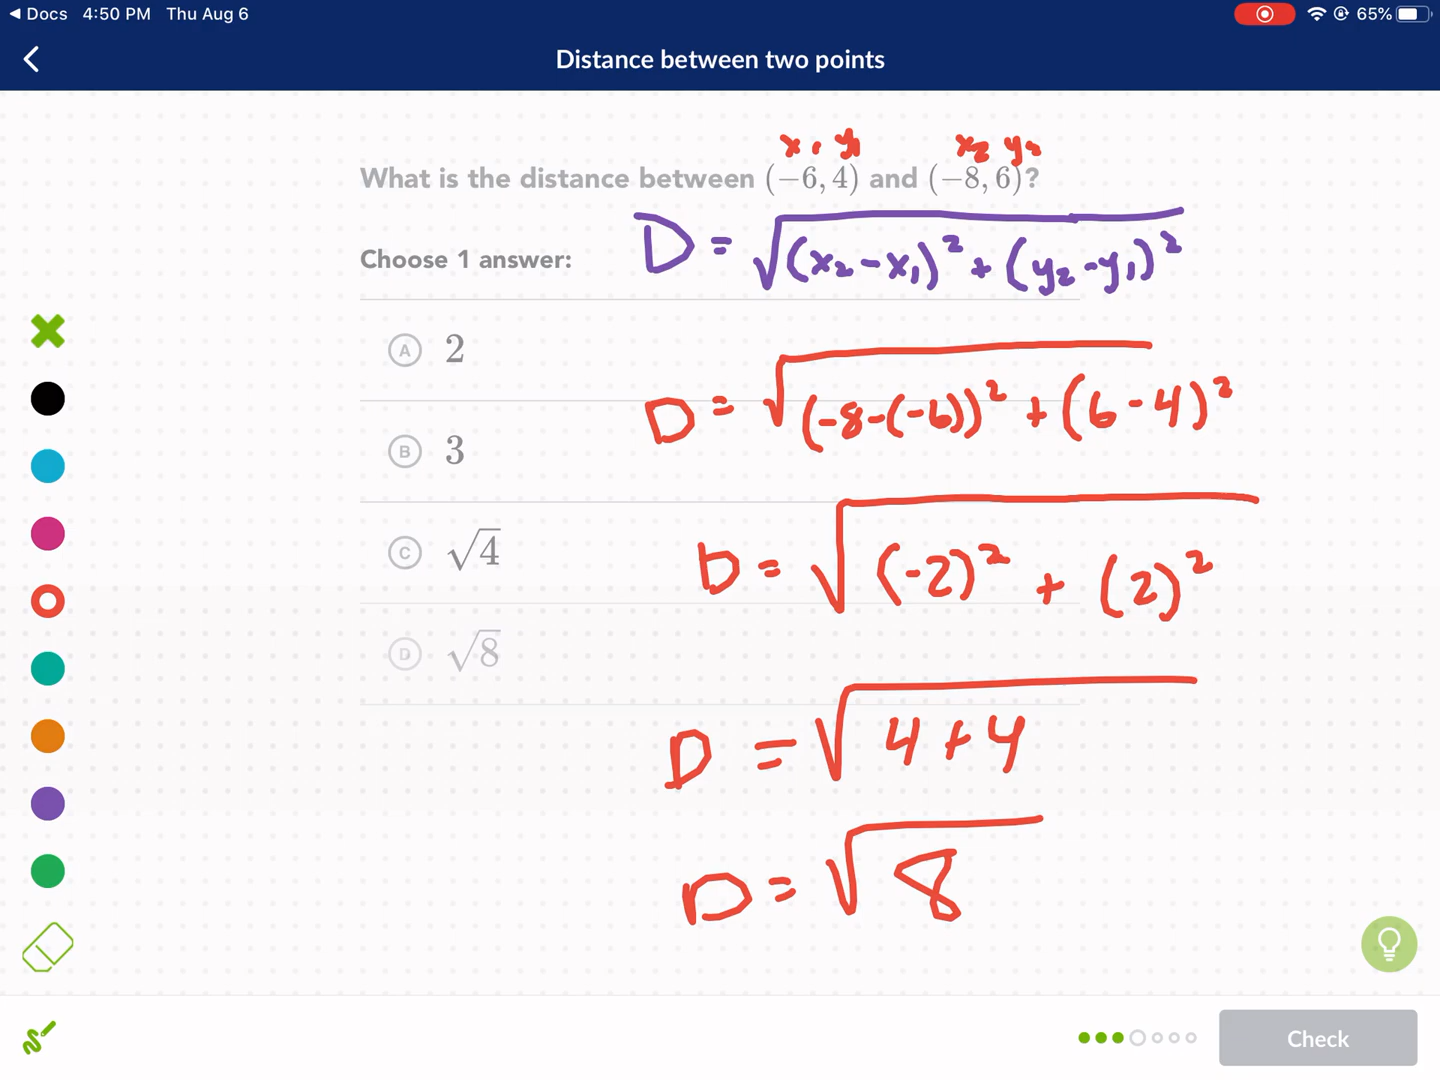 Docs 4:50 PM Thu Aug 6 65%
Distance between two points
x₁ y₁ x₂ y₂
What is the distance between (−6, 4) and (−8, 6)?
D = √((x₂ - x₁)² + (y₂ - y₁)²)
Choose 1 answer:
A 2
D = √((-8-(-6))² + (6-4)²)
B 3
C √4
D = √((-2)² + (2)²)
D √8
D = √(4+4)
D = √8
Check